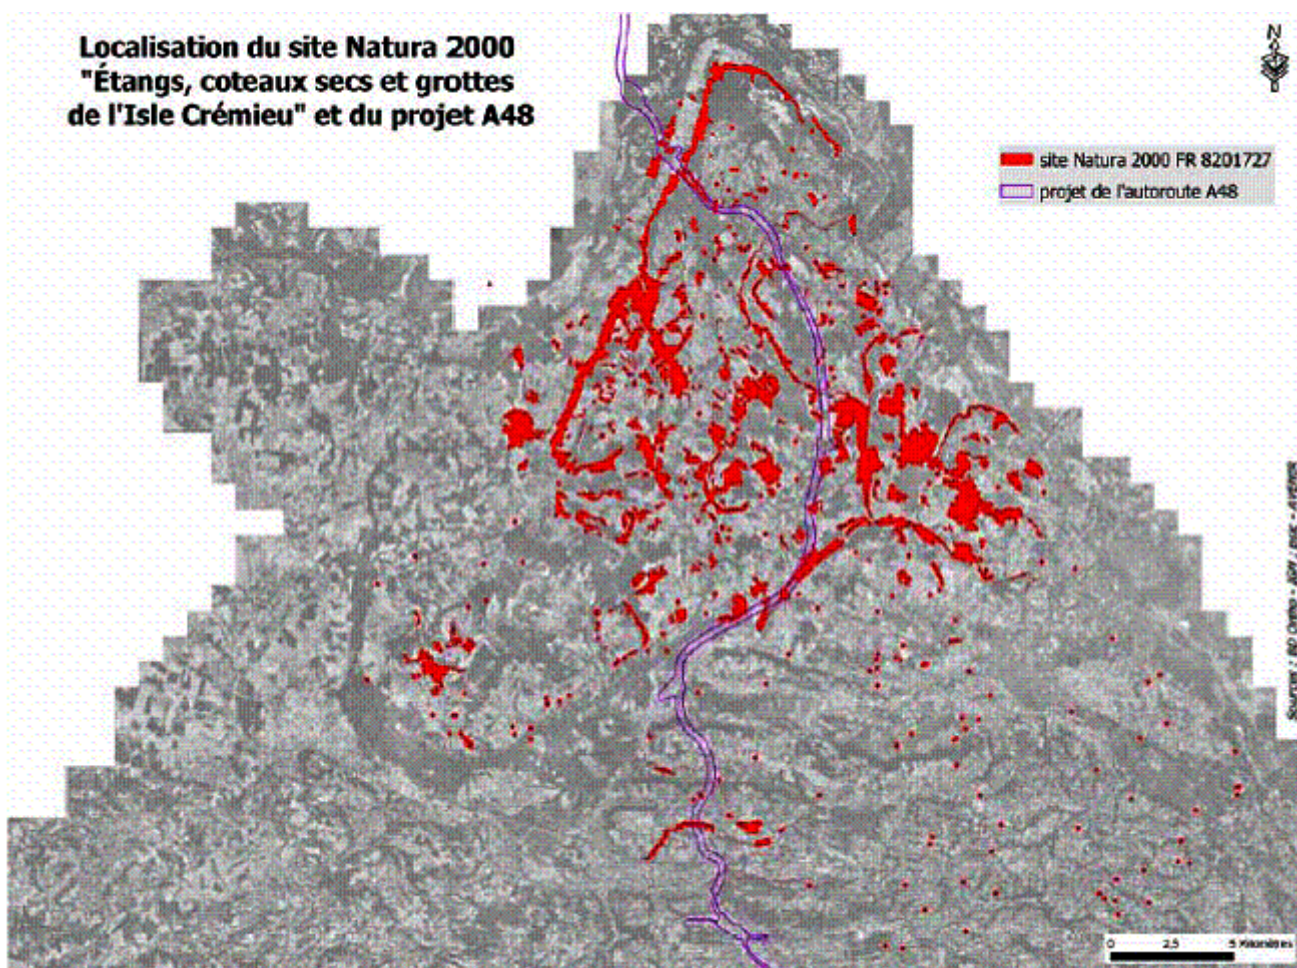 Localisation du site Natura 2000
"Étangs, coteaux secs et grottes
de l'Isle Crémieu" et du projet A48
N
site Natura 2000 FR 8201727
projet de l'autoroute A48
0 2,5 5 Kilomètres